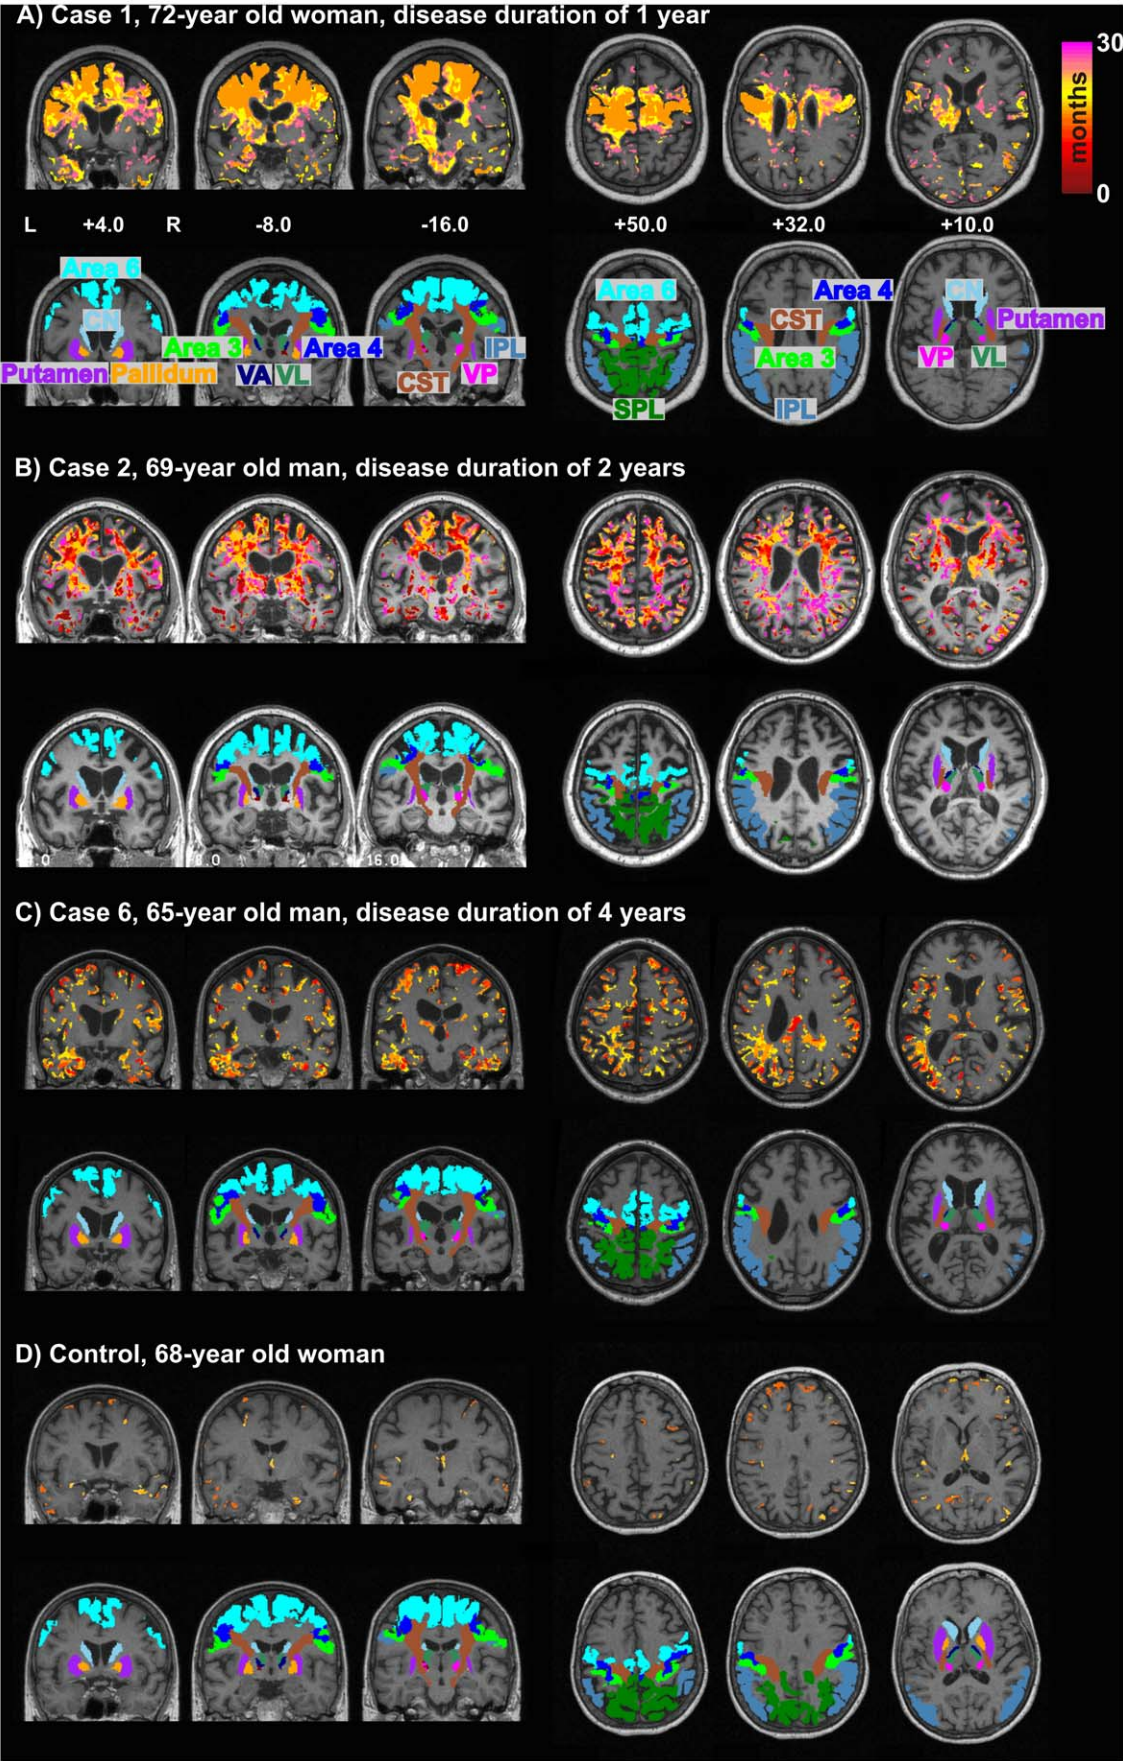 A) Case 1, 72-year old woman, disease duration of 1 year
30
months
0
L +4.0 R -8.0 -16.0 +50.0 +32.0 +10.0
Area 6 Area 6 Area 4 CN
CN CST Putamen
Area 3 Area 4 IPL Area 3 VP VL
Putamen Pallidum VA VL CST VP
SPL IPL
B) Case 2, 69-year old man, disease duration of 2 years
-16.0
C) Case 6, 65-year old man, disease duration of 4 years
D) Control, 68-year old woman